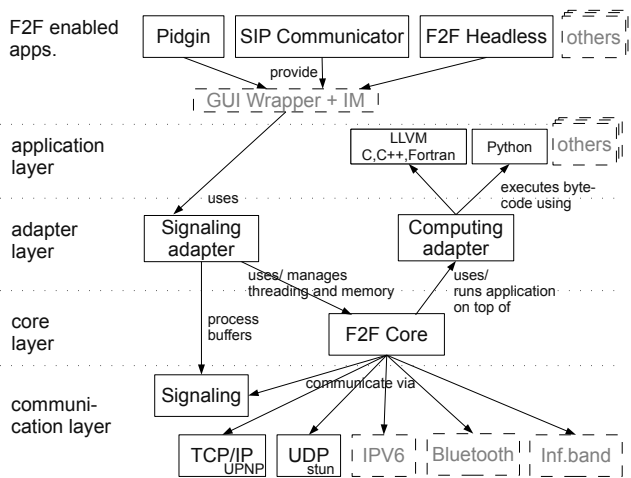 F2F enabled
apps.
Pidgin
SIP Communicator
F2F Headless
others
provide
GUI Wrapper + IM
application
layer
LLVM
C,C++,Fortran
Python
others
uses
executes byte-
code using
adapter
layer
Signaling
adapter
Computing
adapter
uses/ manages
threading and memory
uses/
runs application
on top of
core
layer
process
buffers
F2F Core
communi-
cation layer
Signaling
communicate via
TCP/IP
UPNP
UDP
stun
IPV6
Bluetooth
Inf.band